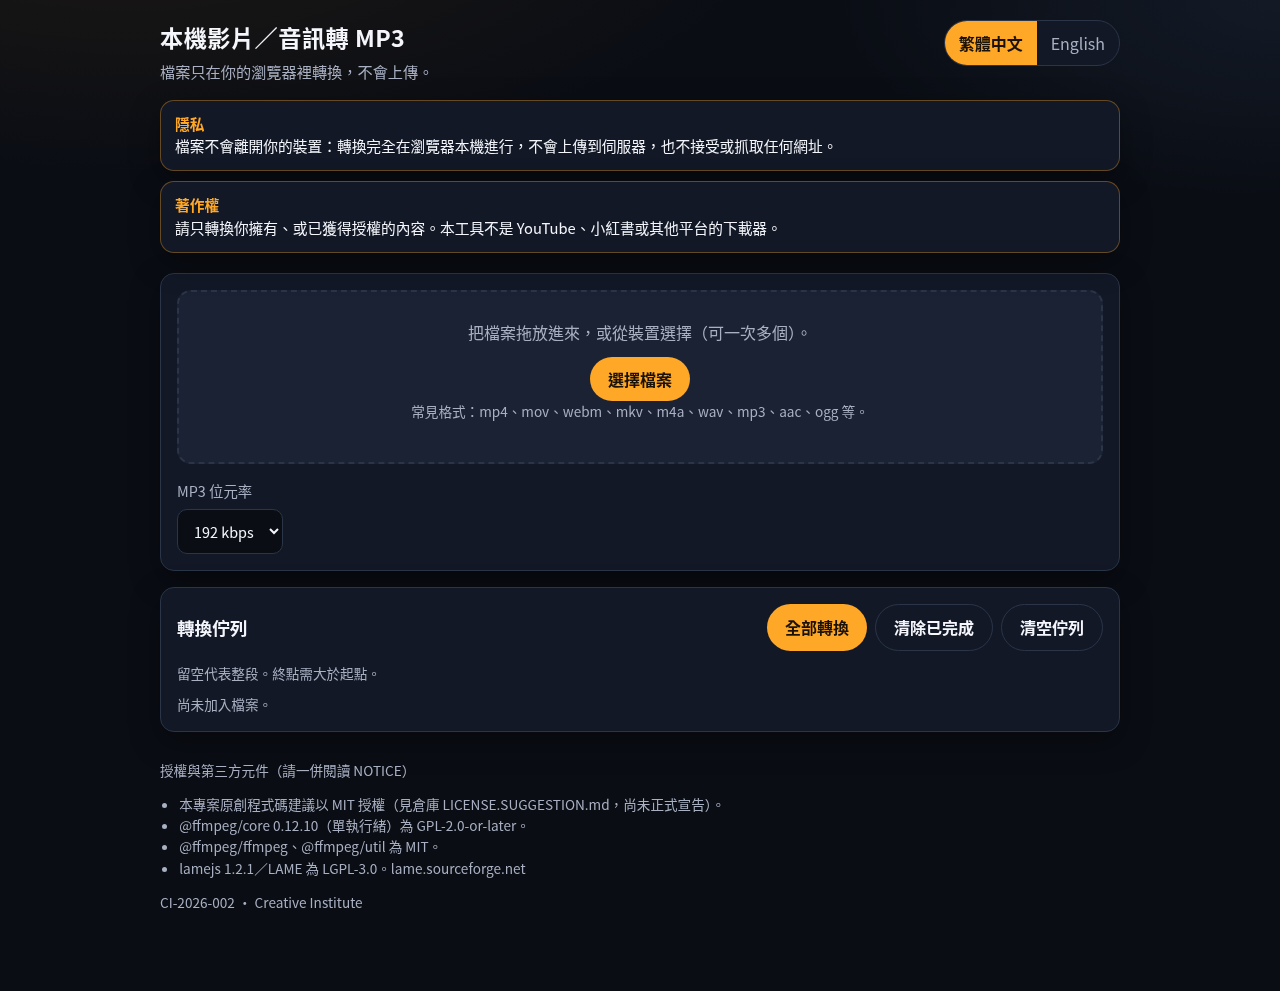 本機影片／音訊轉 MP3
繁體中文
English
檔案只在你的瀏覽器裡轉換，不會上傳。
隱私
檔案不會離開你的裝置：轉換完全在瀏覽器本機進行，不會上傳到伺服器，也不接受或抓取任何網址。
著作權
請只轉換你擁有、或已獲得授權的內容。本工具不是 YouTube、小紅書或其他平台的下載器。
把檔案拖放進來，或從裝置選擇（可一次多個）。
選擇檔案
常見格式：mp4、mov、webm、mkv、m4a、wav、mp3、aac、ogg 等。
MP3 位元率
192 kbps
轉換佇列
全部轉換
清除已完成
清空佇列
留空代表整段。終點需大於起點。
尚未加入檔案。
授權與第三方元件（請一併閱讀 NOTICE）
本專案原創程式碼建議以 MIT 授權（見倉庫 LICENSE.SUGGESTION.md，尚未正式宣告）。
@ffmpeg/core 0.12.10（單執行緒）為 GPL-2.0-or-later。
@ffmpeg/ffmpeg、@ffmpeg/util 為 MIT。
lamejs 1.2.1／LAME 為 LGPL-3.0。lame.sourceforge.net
CI-2026-002 · Creative Institute